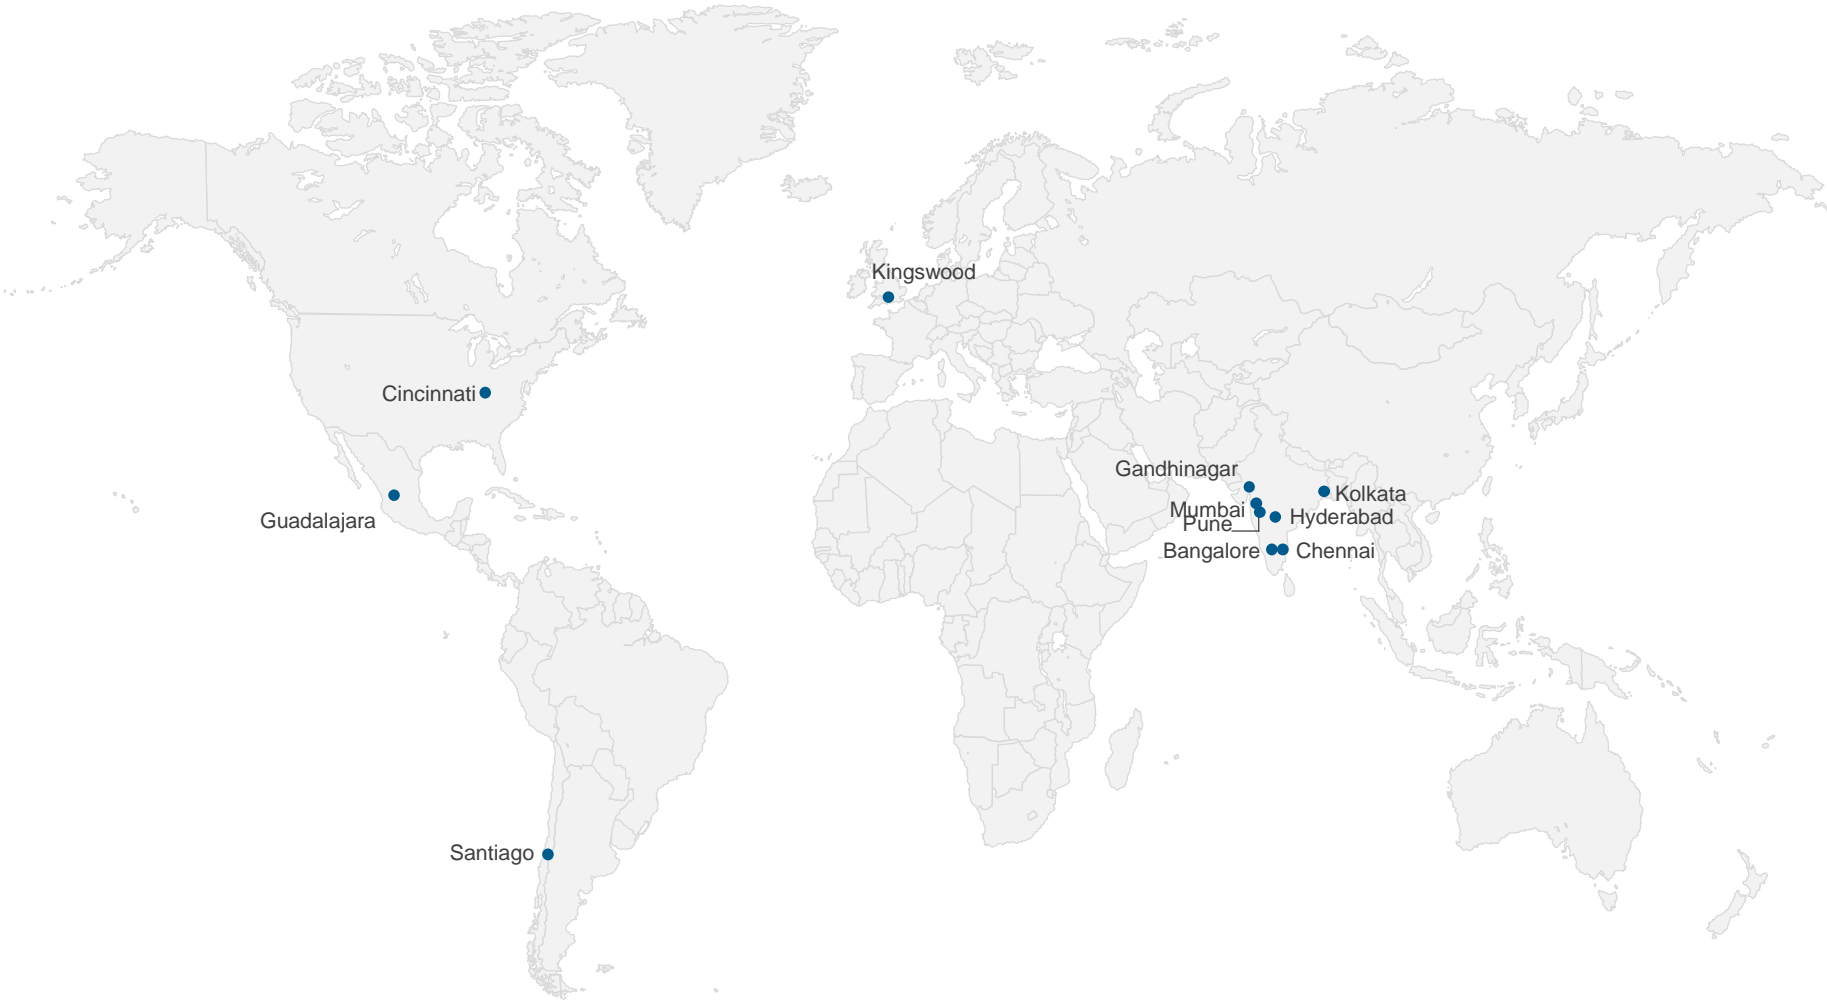 Kingswood
Cincinnati
Gandhinagar
Kolkata
Mumbai
Hyderabad
Guadalajara
Pune
Bangalore
Chennai
Santiago